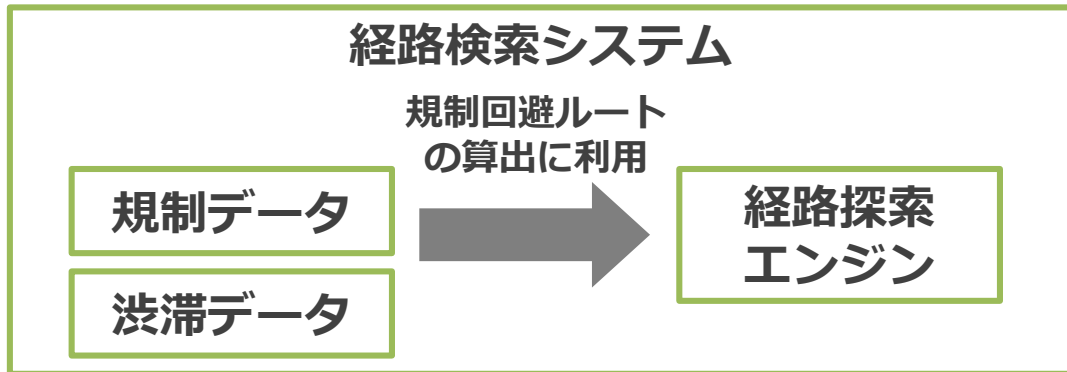 経路検索システム
規制回避ルート
の算出に利用
規制データ
渋滞データ
経路探索
エンジン